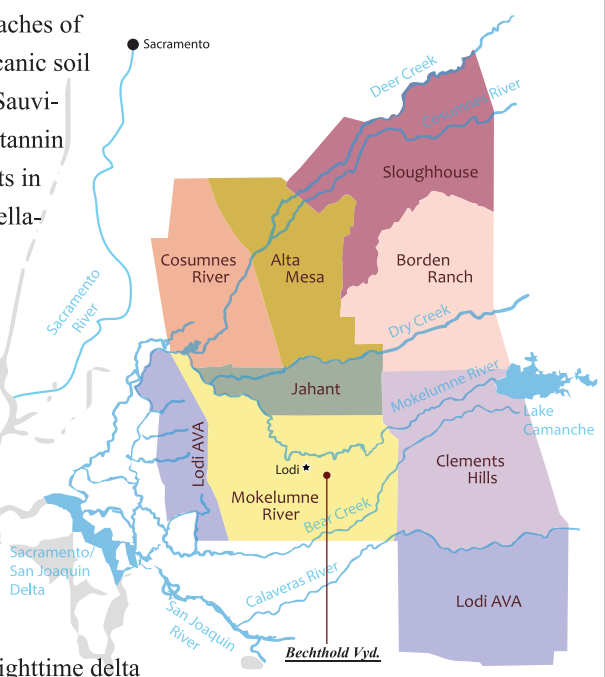 aches of
canic soil
Sauvi-
tannin
ts in
ella-
Sacramento
Deer Creek
Cosumnes River
Sloughhouse
Cosumnes
River
Alta
Mesa
Borden
Ranch
Sacramento
River
Dry Creek
Jahant
Mokelumne River
Lake
Camanche
Lodi AVA
Lodi
Mokelumne
River
Clements
Hills
Bear Creek
Sacramento/
San Joaquin
Delta
Calaveras River
San Joaquin
River
Lodi AVA
Bechthold Vyd.
ighttime delta